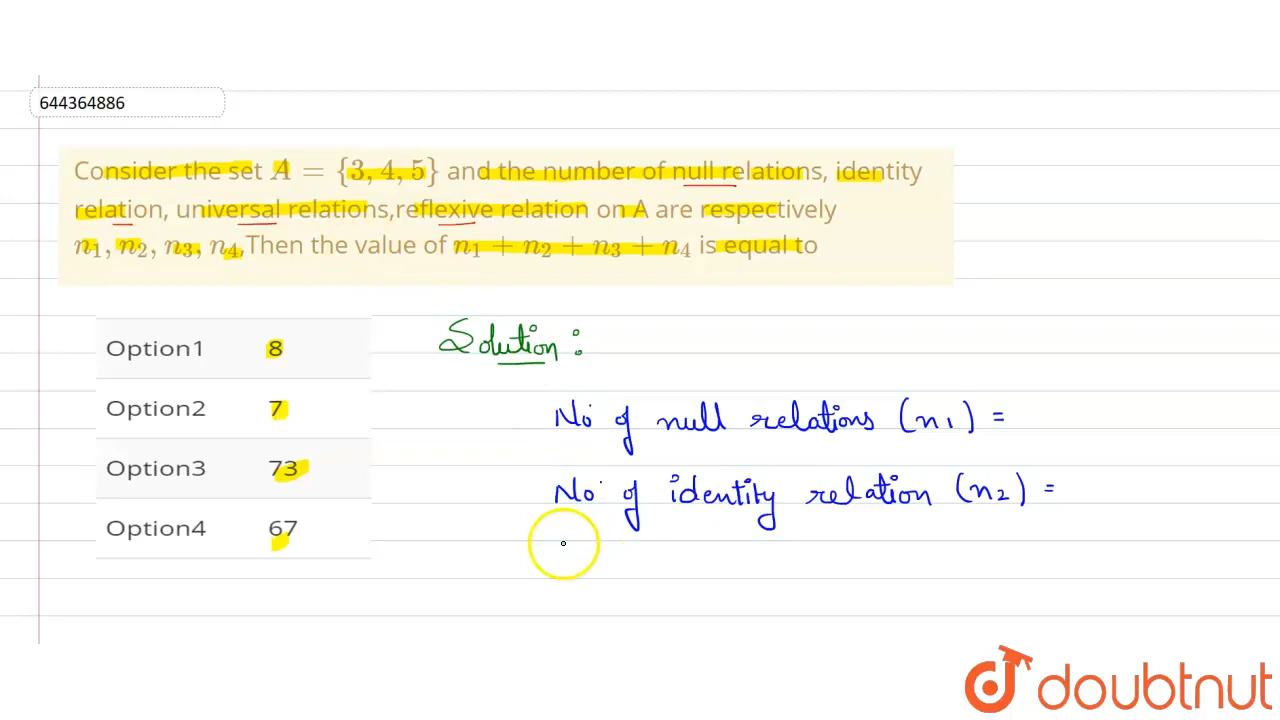 644364886
Consider the set A = {3, 4, 5} and the number of null relations, identity
relation, universal relations,reflexive relation on A are respectively
n₁, n₂, n₃, n₄,Then the value of n₁ + n₂ + n₃ + n₄ is equal to
Option1 8
Option2 7
Option3 73
Option4 67
Solution :
No of null relations (n1) =
No of identity relation (n2) =
doubtnut